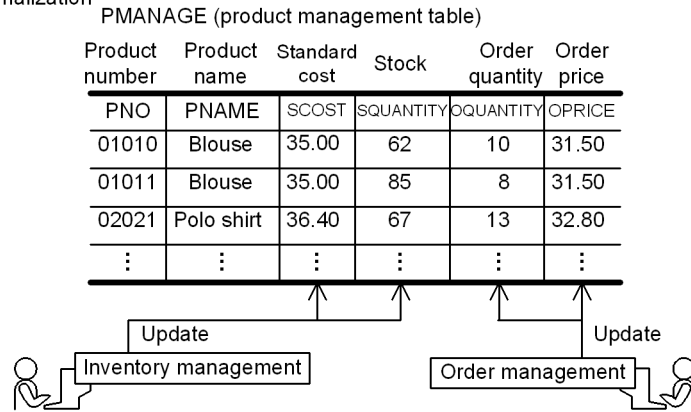 PMANAGE (product management table)
Product number Product name Standard cost Stock Order quantity Order price
PNO PNAME SCOST SQUANTITY OQUANTITY OPRICE
01010 Blouse 35.00 62 10 31.50
01011 Blouse 35.00 85 8 31.50
02021 Polo shirt 36.40 67 13 32.80
⋮ ⋮ ⋮ ⋮ ⋮ ⋮
Update Update
Inventory management Order management